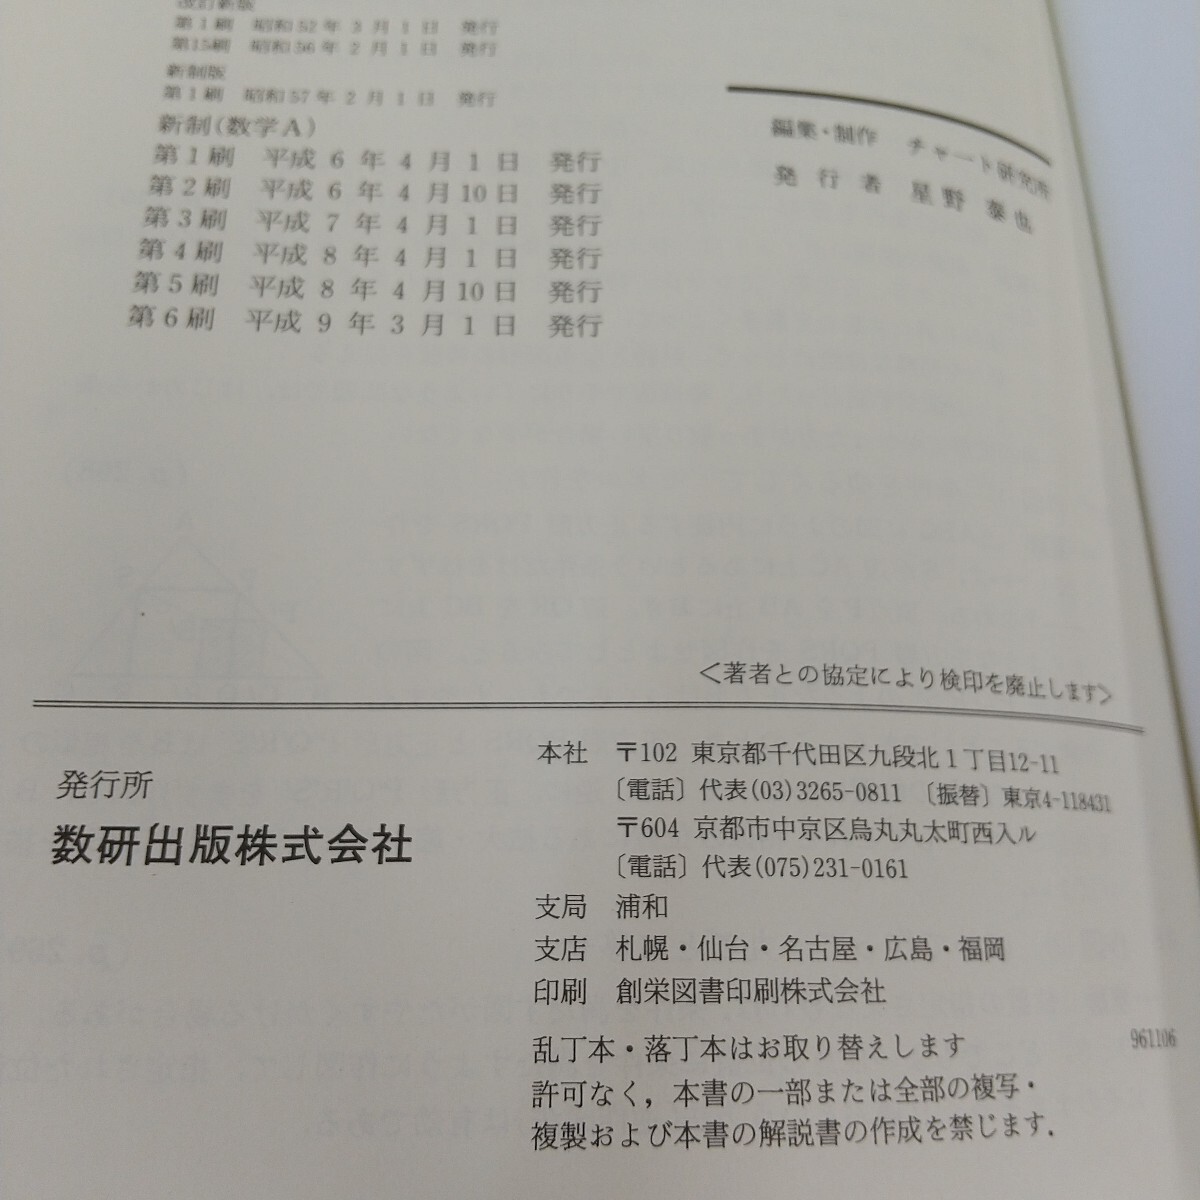 改訂新版
第1刷 昭和52年3月1日 発行
第15刷 昭和56年2月1日 発行
新制版
第1刷 昭和57年2月1日 発行
新制(数学A)
第1刷 平成6年4月1日 発行
第2刷 平成6年4月10日 発行
第3刷 平成7年4月1日 発行
第4刷 平成8年4月1日 発行
第5刷 平成8年4月10日 発行
第6刷 平成9年3月1日 発行
編集・制作 チャート研究所
発行者 星野泰也
<著者との協定により検印を廃止します>
発行所
数研出版株式会社
本社 〒102 東京都千代田区九段北1丁目12-11
〔電話〕代表(03)3265-0811 〔振替〕東京4-118431
〒604 京都市中京区烏丸丸太町西入ル
〔電話〕代表(075)231-0161
支局 浦和
支店 札幌・仙台・名古屋・広島・福岡
印刷 創栄図書印刷株式会社
乱丁本・落丁本はお取り替えします
961106
許可なく，本書の一部または全部の複写・
複製および本書の解説書の作成を禁じます．